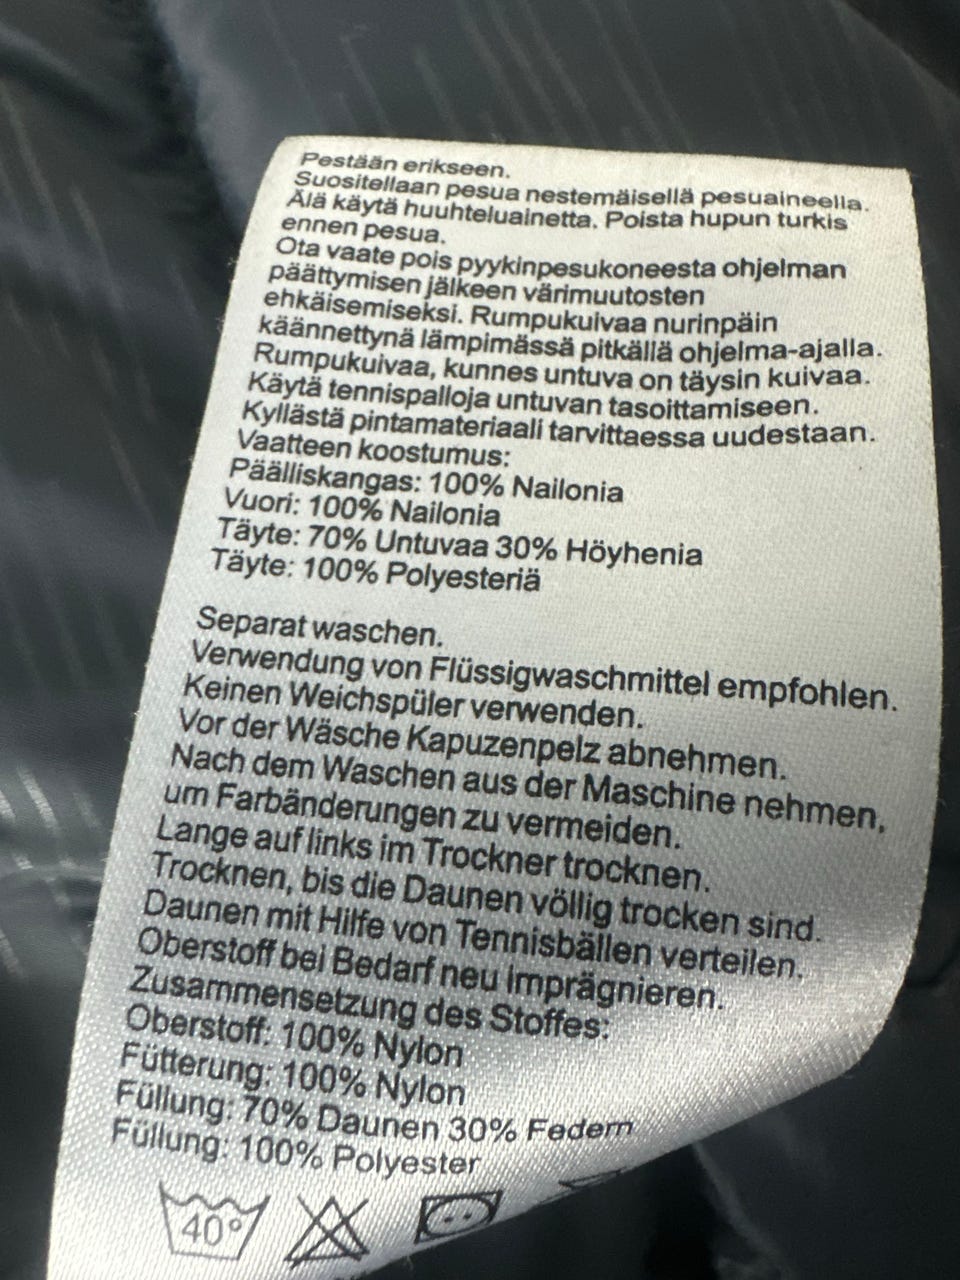 Pestään erikseen.
Suositellaan pesua nestemäisellä pesuaineella.
Älä käytä huuhteluainetta. Poista hupun turkis
ennen pesua.
Ota vaate pois pyykinpesukoneesta ohjelman
päättymisen jälkeen värimuutosten
ehkäisemiseksi. Rumpukuivaa nurinpäin
käännettynä lämpimässä pitkällä ohjelma-ajalla.
Rumpukuivaa, kunnes untuva on täysin kuivaa.
Käytä tennispalloja untuvan tasoittamiseen.
Kyllästä pintamateriaali tarvittaessa uudestaan.
Vaatteen koostumus:
Päälliskangas: 100% Nailonia
Vuori: 100% Nailonia
Täyte: 70% Untuvaa 30% Höyhenia
Täyte: 100% Polyesteriä
Separat waschen.
Verwendung von Flüssigwaschmittel empfohlen.
Keinen Weichspüler verwenden.
Vor der Wäsche Kapuzenpelz abnehmen.
Nach dem Waschen aus der Maschine nehmen,
um Farbänderungen zu vermeiden.
Lange auf links im Trockner trocknen.
Trocknen, bis die Daunen völlig trocken sind.
Daunen mit Hilfe von Tennisbällen verteilen.
Oberstoff bei Bedarf neu imprägnieren.
Zusammensetzung des Stoffes:
Oberstoff: 100% Nylon
Fütterung: 100% Nylon
Füllung: 70% Daunen 30% Federn
Füllung: 100% Polyester
40°